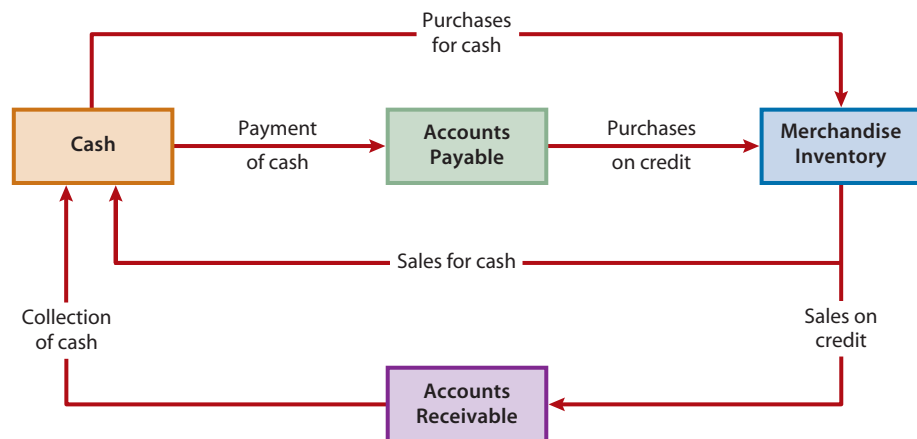 Purchases
for cash
Cash
Payment
of cash
Accounts
Payable
Purchases
on credit
Merchandise
Inventory
Sales for cash
Collection
of cash
Sales on
credit
Accounts
Receivable